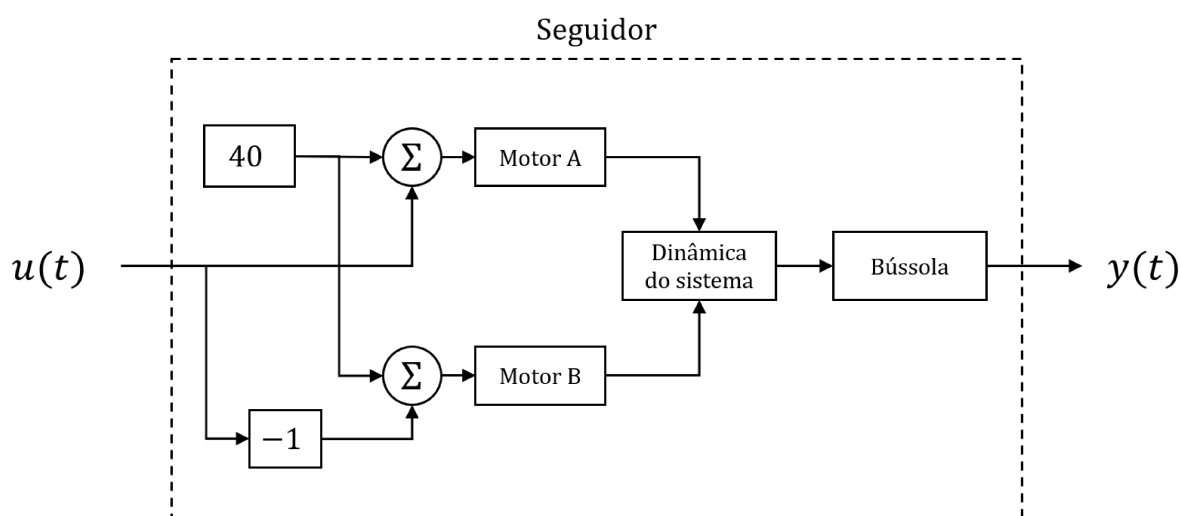 Seguidor
40
Σ
Motor A
u(t)
Dinâmica
do sistema
Bússola
y(t)
Σ
Motor B
−1